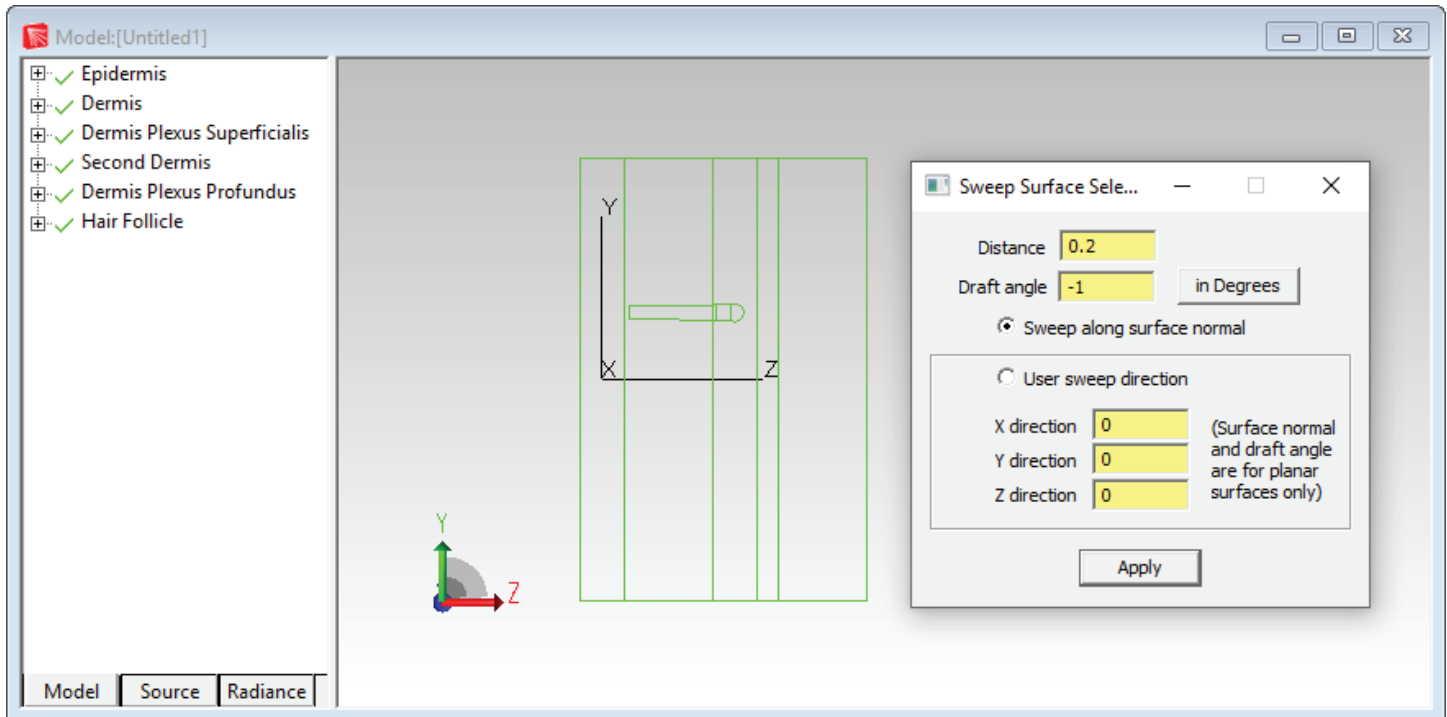 Model:[Untitled1]
Epidermis
Dermis
Dermis Plexus Superficialis
Second Dermis
Dermis Plexus Profundus
Hair Follicle
Model Source Radiance
Y
X
Z
Y
Z
Sweep Surface Sele...
Distance 0.2
Draft angle -1 in Degrees
Sweep along surface normal
User sweep direction
X direction 0
Y direction 0
Z direction 0
(Surface normal
and draft angle
are for planar
surfaces only)
Apply